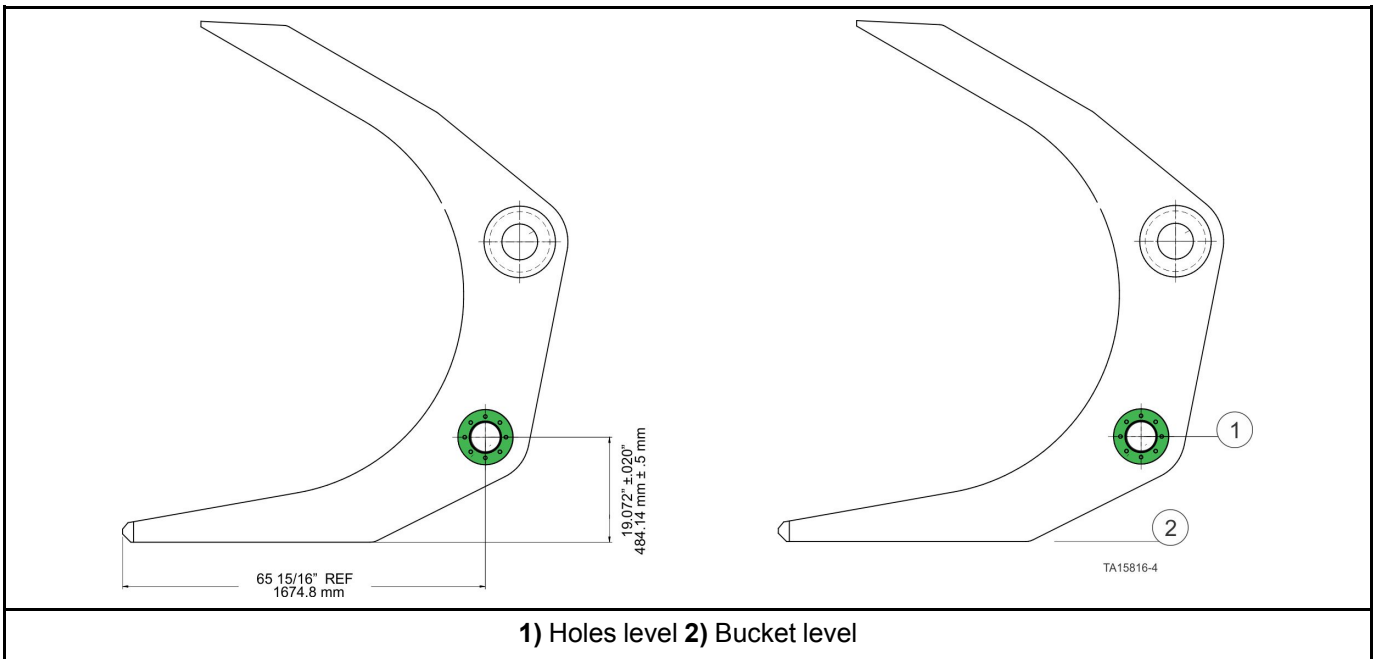 19.072” ±.020”
484.14 mm ± .5 mm
65 15/16” REF
1674.8 mm
1
2
TA15816-4
1) Holes level 2) Bucket level